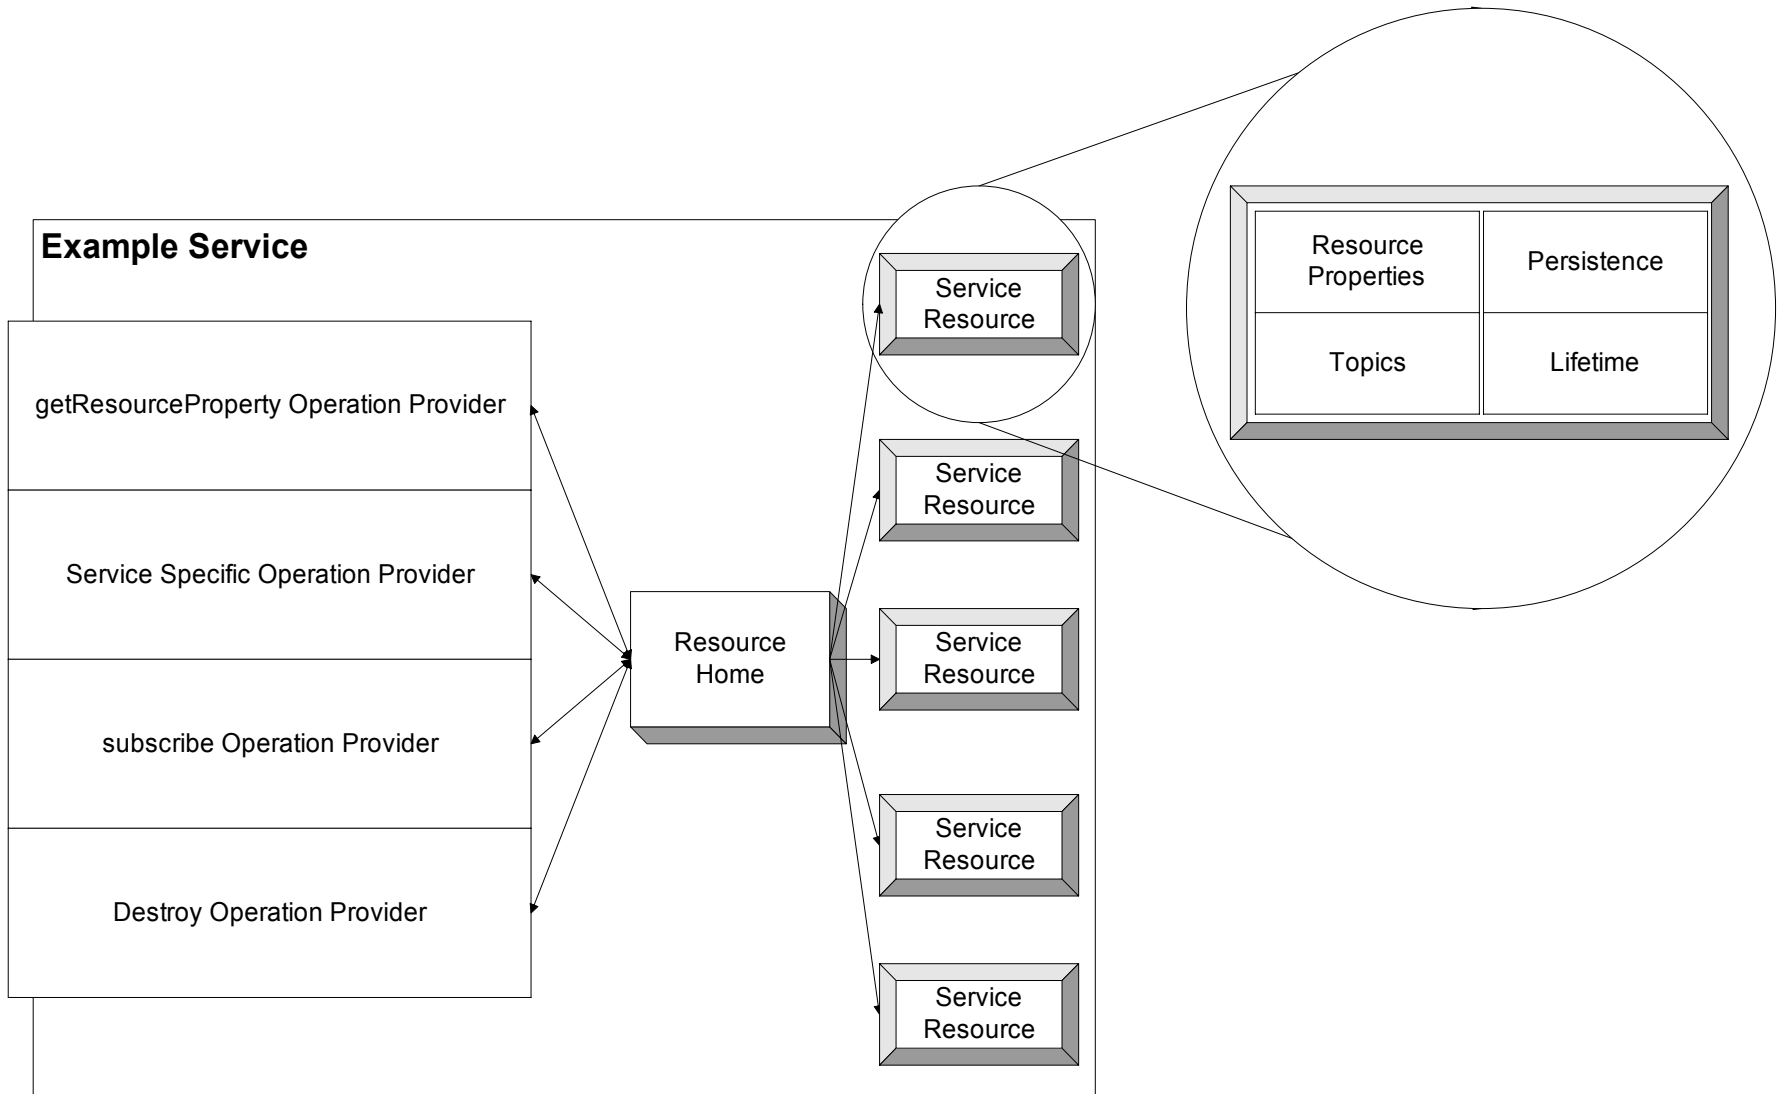 Example Service
getResourceProperty Operation Provider
Service Specific Operation Provider
subscribe Operation Provider
Destroy Operation Provider
Resource
Home
Service
Resource
Service
Resource
Service
Resource
Service
Resource
Service
Resource
Resource
Properties
Persistence
Topics
Lifetime